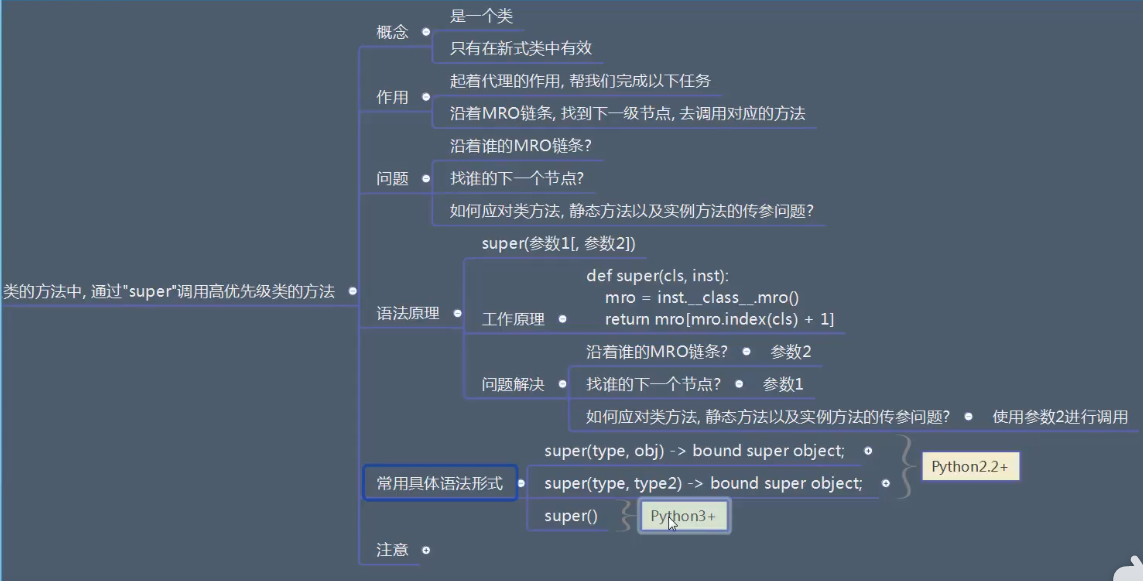 概念
是一个类
只有在新式类中有效
作用
起着代理的作用, 帮我们完成以下任务
沿着MRO链条, 找到下一级节点, 去调用对应的方法
问题
沿着谁的MRO链条?
找谁的下一个节点?
如何应对类方法, 静态方法以及实例方法的传参问题?
类的方法中, 通过"super"调用高优先级类的方法
语法原理
super(参数1[, 参数2])
工作原理
def super(cls, inst):
mro = inst.__class__.mro()
return mro[mro.index(cls) + 1]
问题解决
沿着谁的MRO链条? 参数2
找谁的下一个节点? 参数1
如何应对类方法, 静态方法以及实例方法的传参问题? 使用参数2进行调用
常用具体语法形式
super(type, obj) -> bound super object;
super(type, type2) -> bound super object;
Python2.2+
super()
Python3+
注意